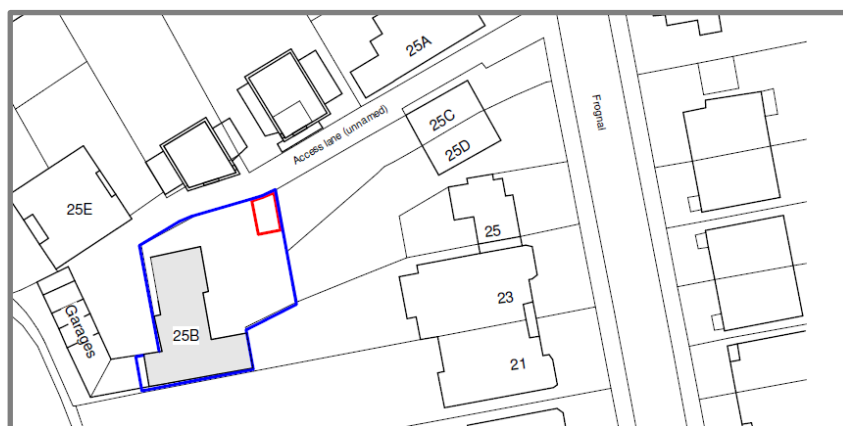 25A
Frognal
25C
Access lane (unnamed)
25D
25E
25
23
Garages
25B
21